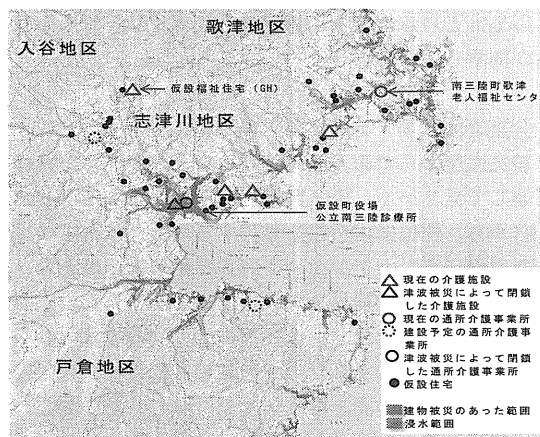 歌津地区
入谷地区
仮設福祉住宅 (GH)
南三陸町歌津
老人福祉センタ
志津川地区
仮設町役場
公立南三陸診療所
戸倉地区
現在の介護施設
津波被災によって閉鎖
した介護施設
現在の通所介護事業所
建設予定の通所介護事
業所
津波被災によって閉鎖
した通所介護事業所
仮設住宅
建物被災のあった範囲
浸水範囲